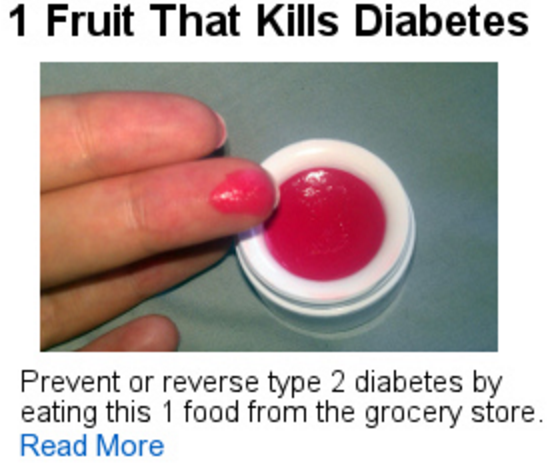 1 Fruit That Kills Diabetes
Prevent or reverse type 2 diabetes by
eating this 1 food from the grocery store.
Read More